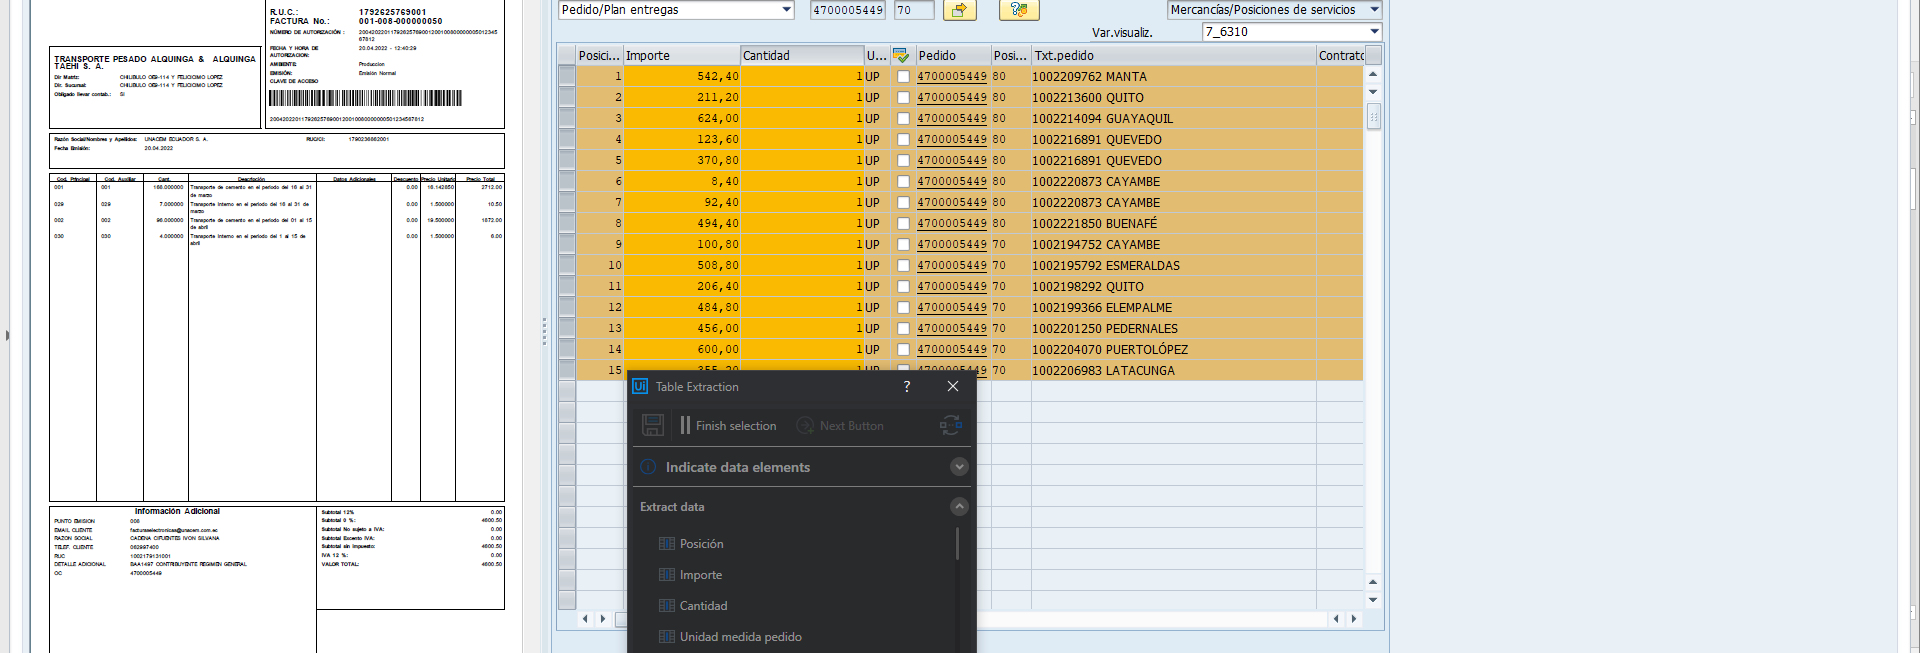 R.U.C.: 1792625769001
FACTURA No.: 001-008-000000050
NÚMERO DE AUTORIZACIÓN :
FECHA Y HORA DE AUTORIZACION: 20.04.2022 - 12:40:29
AMBIENTE: Produccion
EMISIÓN: Emisión Normal
CLAVE DE ACCESO
TRANSPORTE PESADO ALQUINGA & ALQUINGA
TAEHI S. A.
Dir Matriz: CHILIBULO OE9-114 Y FELICICIMO LOPEZ
Dir. Sucursal: CHILIBULO OE9-114 Y FELICICIMO LOPEZ
Obligado llevar contab.: SI
Razón Social/Nombres y Apellidos: UNACEM ECUADOR S. A. RUC/CI: 1790236862001
Fecha Emisión: 20.04.2022
Cod. Principal Cod. Auxiliar Cant. Descripción Datos Adicionales Descuento Precio Unitario Precio Total
001 001 168.000000 Transporte de cemento en el periodo del 16 al 31 0.00 16.142850 2712.00
de marzo
029 029 7.000000 Transporte interno en el periodo del 16 al 31 de 0.00 1.500000 10.50
marzo
002 002 96.000000 Transporte de cemento en el periodo del 01 al 15 0.00 19.500000 1872.00
de abril
030 030 4.000000 Transporte interno en el periodo del 1 al 15 de 0.00 1.500000 6.00
abril
Información Adicional
PUNTO EMISION 008
EMAIL CLIENTE facturaelectronicas@unacem.com.ec
RAZON SOCIAL CADENA CIFUENTES IVON SILVANA
TELEF. CLIENTE 062997400
RUC 1002179131001
DETALLE ADICIONAL BAA1497 CONTRIBUYENTE REGIMEN GENERAL
OC 4700005449
Subtotal 12% 0.00
Subtotal 0 %: 4600.50
Subtotal No sujeto a IVA: 0.00
Subtotal Excento IVA: 0.00
Subtotal sin impuesto: 4600.50
IVA 12 %: 0.00
VALOR TOTAL: 4600.50
Pedido/Plan entregas 4700005449 70 Mercancías/Posiciones de servicios
Var.visualiz. 7_6310
Posici... Importe Cantidad U... Pedido Posi... Txt.pedido Contrato
1 542,40 1 UP 4700005449 80 1002209762 MANTA
2 211,20 1 UP 4700005449 80 1002213600 QUITO
3 624,00 1 UP 4700005449 80 1002214094 GUAYAQUIL
4 123,60 1 UP 4700005449 80 1002216891 QUEVEDO
5 370,80 1 UP 4700005449 80 1002216891 QUEVEDO
6 8,40 1 UP 4700005449 80 1002220873 CAYAMBE
7 92,40 1 UP 4700005449 80 1002220873 CAYAMBE
8 494,40 1 UP 4700005449 80 1002221850 BUENAFÉ
9 100,80 1 UP 4700005449 70 1002194752 CAYAMBE
10 508,80 1 UP 4700005449 70 1002195792 ESMERALDAS
11 206,40 1 UP 4700005449 70 1002198292 QUITO
12 484,80 1 UP 4700005449 70 1002199366 ELEMPALME
13 456,00 1 UP 4700005449 70 1002201250 PEDERNALES
14 600,00 1 UP 4700005449 70 1002204070 PUERTOLÓPEZ
15 355,20 1 UP 4700005449 70 1002206983 LATACUNGA
Ui Table Extraction ?
Finish selection Next Button
Indicate data elements
Extract data
Posición
Importe
Cantidad
Unidad medida pedido